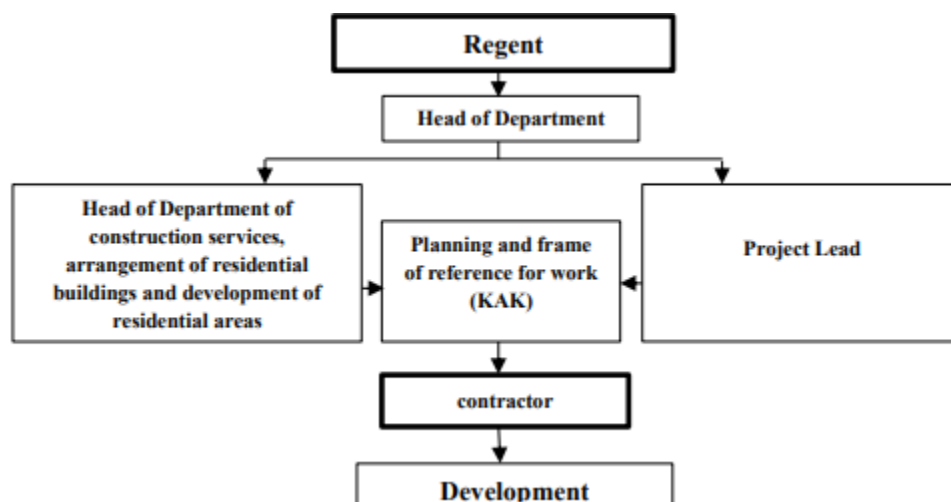 Regent
Head of Department
Head of Department of
construction services,
arrangement of residential
buildings and development of
residential areas
Planning and frame
of reference for work
(KAK)
Project Lead
contractor
Development